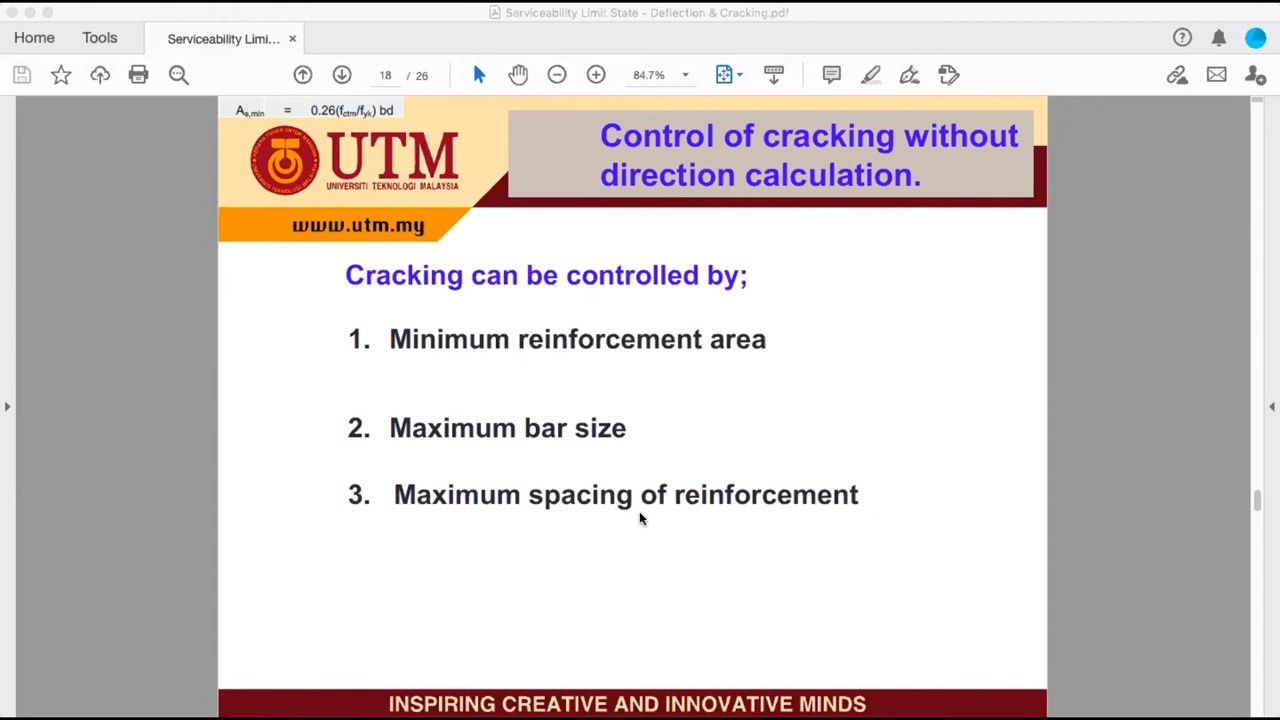 Serviceability Limit State - Deflection & Cracking.pdf
Home Tools Serviceability Limi... ×
18 / 26 84.7%
As,min = 0.26(fctm/fyk) bd
UTM
UNIVERSITI TEKNOLOGI MALAYSIA
www.utm.my
Control of cracking without
direction calculation.
Cracking can be controlled by;
1. Minimum reinforcement area
2. Maximum bar size
3. Maximum spacing of reinforcement
INSPIRING CREATIVE AND INNOVATIVE MINDS